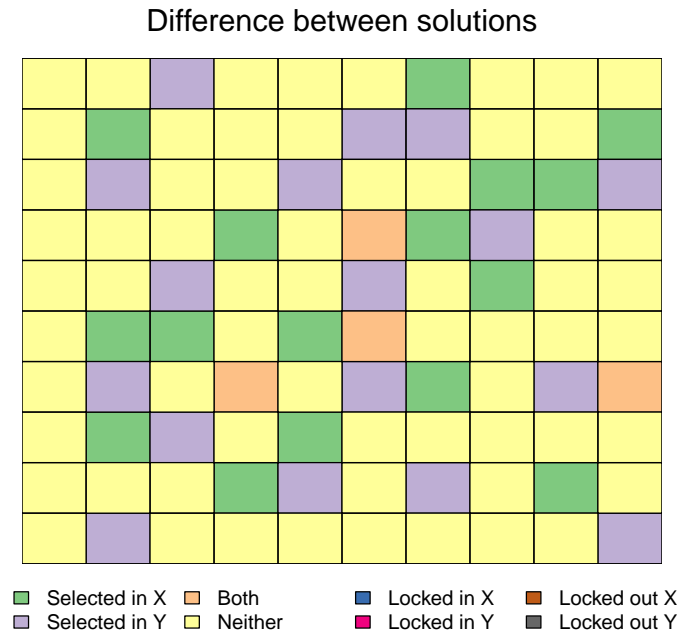 Difference between solutions
Selected in X Both Locked in X Locked out X
Selected in Y Neither Locked in Y Locked out Y